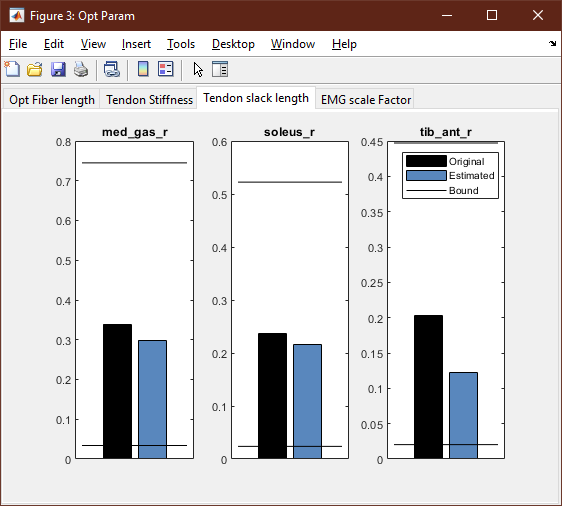 Figure 3: Opt Param
File Edit View Insert Tools Desktop Window Help
Opt Fiber length Tendon Stiffness Tendon slack length EMG scale Factor
med_gas_r
0.8
0.7
0.6
0.5
0.4
0.3
0.2
0.1
0
soleus_r
0.6
0.5
0.4
0.3
0.2
0.1
0
tib_ant_r
0.45
0.4
0.35
0.3
0.25
0.2
0.15
0.1
0.05
0
Original
Estimated
Bound